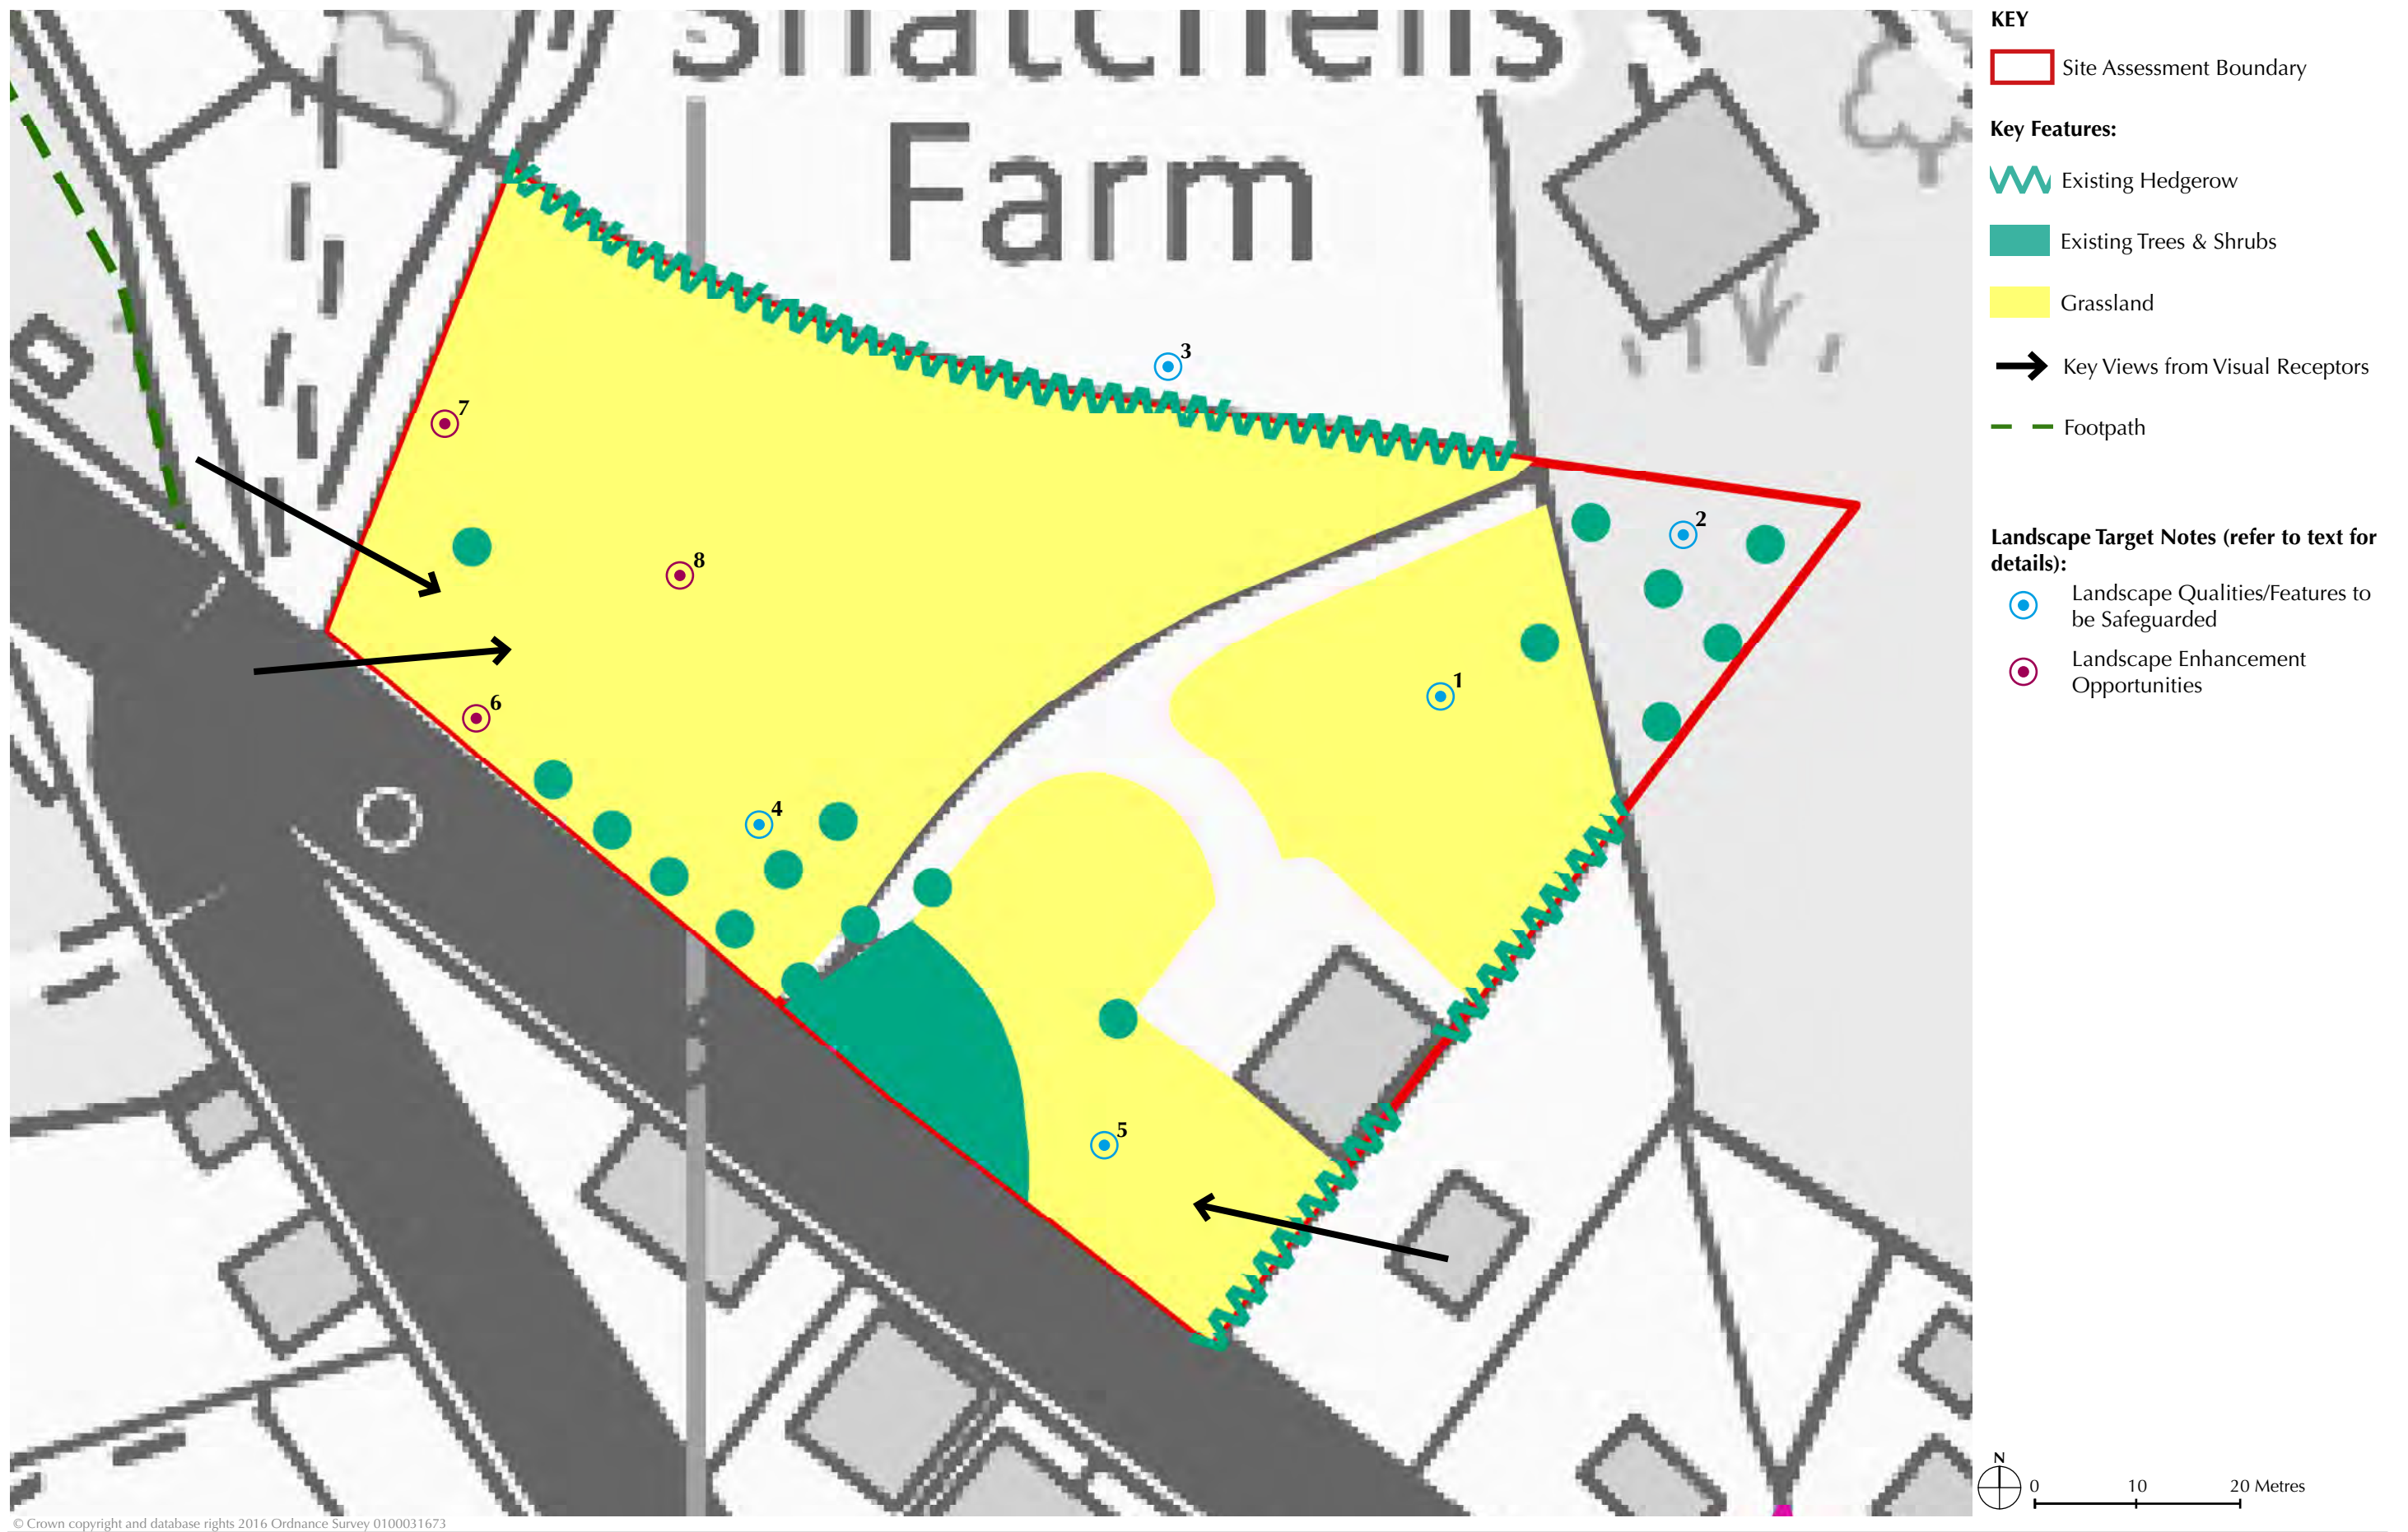 Snatchells
Farm
3
7
2
8
1
6
4
5
KEY
Site Assessment Boundary
Key Features:
Existing Hedgerow
Existing Trees & Shrubs
Grassland
Key Views from Visual Receptors
Footpath
Landscape Target Notes (refer to text for
details):
Landscape Qualities/Features to
be Safeguarded
Landscape Enhancement
Opportunities
N
0 10 20 Metres
© Crown copyright and database rights 2016 Ordnance Survey 0100031673